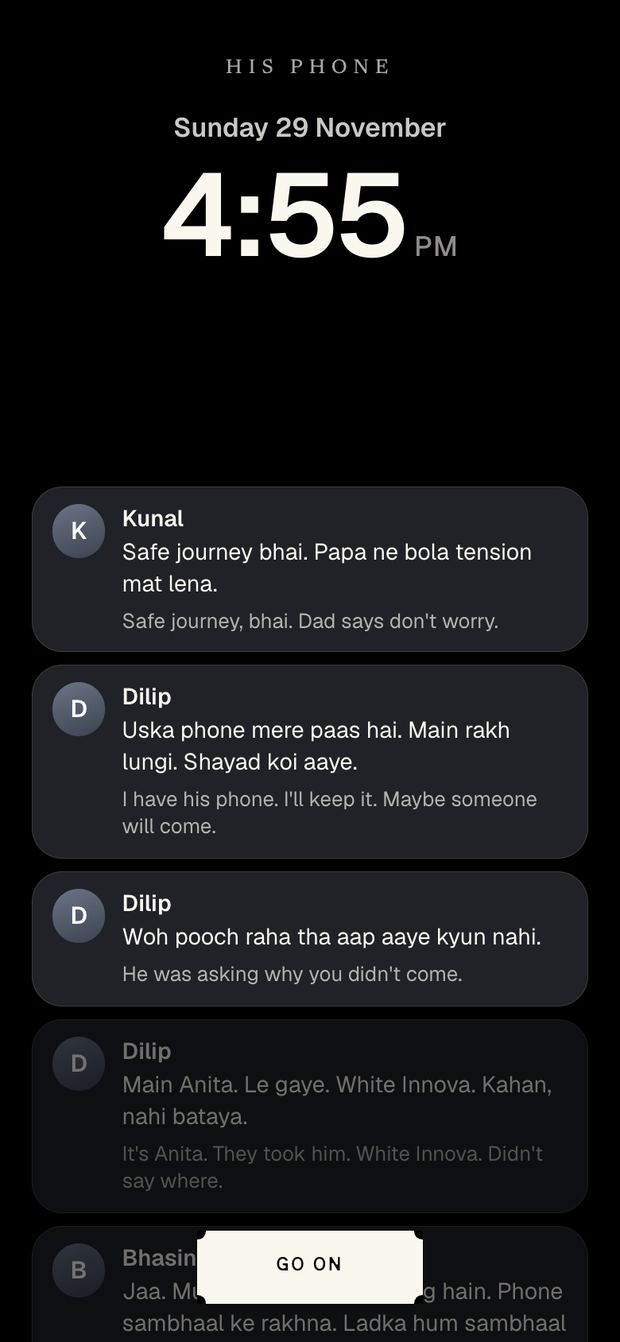 HIS PHONE
Sunday 29 November
4:55 PM
K
Kunal
Safe journey bhai. Papa ne bola tension
mat lena.
Safe journey, bhai. Dad says don't worry.
D
Dilip
Uska phone mere paas hai. Main rakh
lungi. Shayad koi aaye.
I have his phone. I'll keep it. Maybe someone
will come.
D
Dilip
Woh pooch raha tha aap aaye kyun nahi.
He was asking why you didn't come.
D
Dilip
Main Anita. Le gaye. White Innova. Kahan,
nahi bataya.
It's Anita. They took him. White Innova. Didn't
say where.
B
Bhasin
GO ON
Jaa. hain. Phone
sambhaal ke rakhna. Ladka hum sambhaal